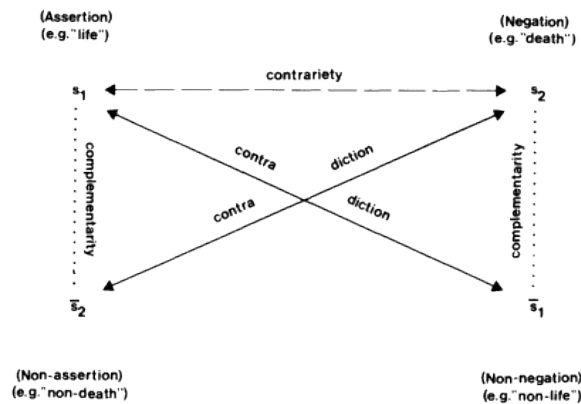 (Assertion)
(e.g."life")
(Negation)
(e.g."death")
contrariety
s₁
s₂
complementarity
contra
diction
contra
diction
complementarity
s̅₂
s̅₁
(Non-assertion)
(e.g."non-death")
(Non-negation)
(e.g."non-life")